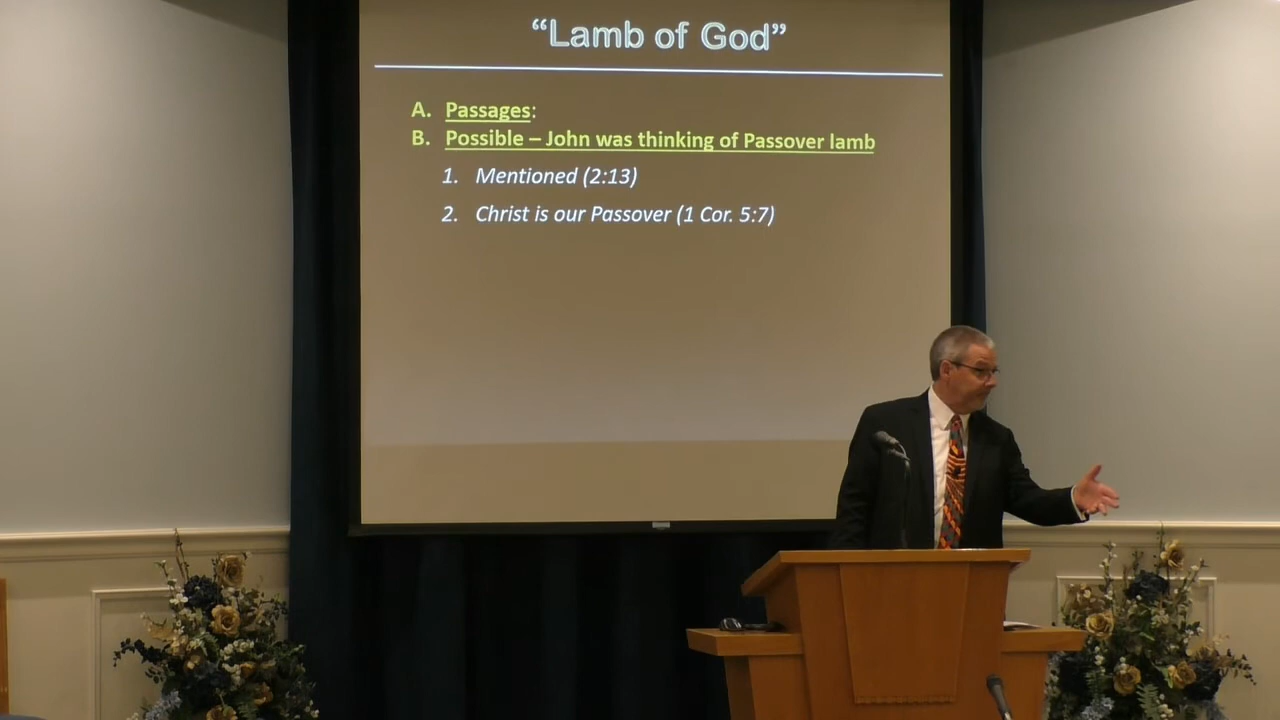 “Lamb of God”
A. Passages:
B. Possible – John was thinking of Passover lamb
1. Mentioned (2:13)
2. Christ is our Passover (1 Cor. 5:7)